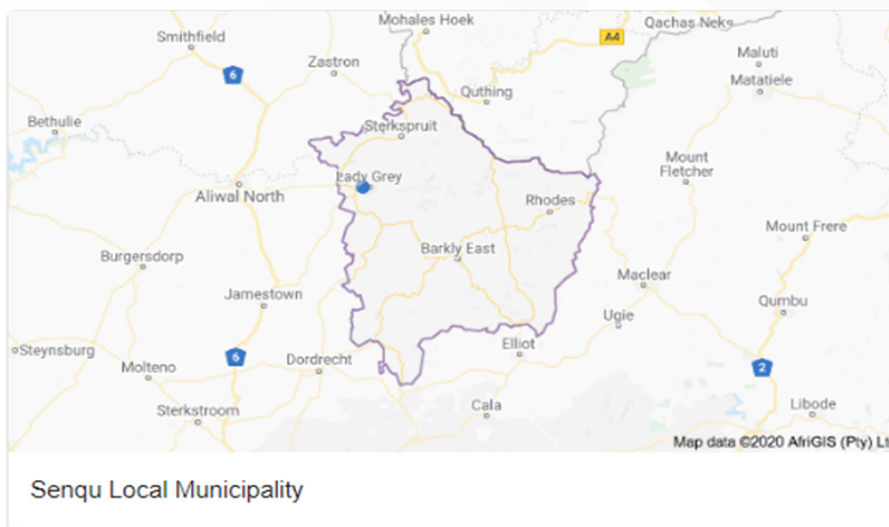 Mohales Hoek
Qachas Neks
Smithfield
A4
Maluti
Zastron
6
Matatiele
Quthing
Bethulie
Sterkspruit
Mount
Fletcher
Lady Grey
Aliwal North
Rhodes
Mount Frere
Barkly East
Burgersdorp
Maclear
Jamestown
Qumbu
Ugie
Elliot
Steynsburg
6
Dordrecht
Molteno
2
Cala
Libode
Sterkstroom
Map data ©2020 AfriGIS (Pty) Lt
Senqu Local Municipality